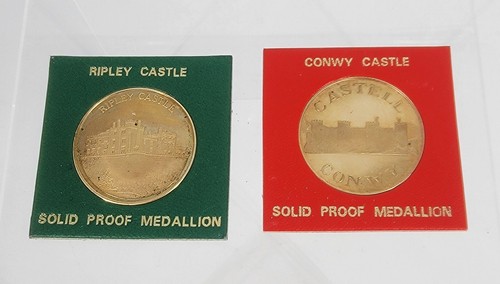 RIPLEY CASTLE
RIPLEY CASTLE
SOLID PROOF MEDALLION
CONWY CASTLE
CASTELL
CONWY
SOLID PROOF MEDALLION